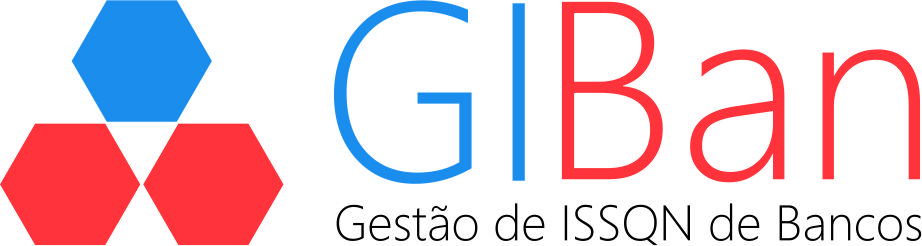 GIBan
Gestão de ISSQN de Bancos